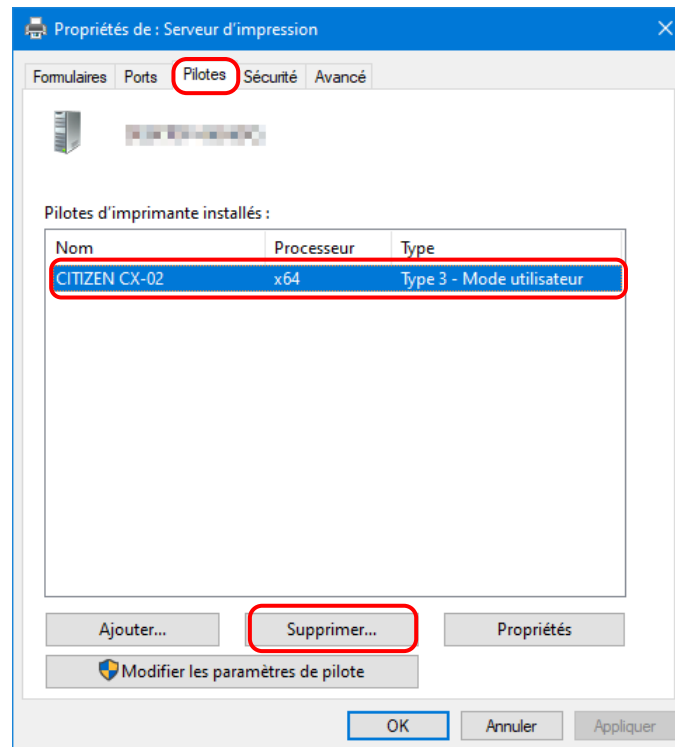 Propriétés de : Serveur d'impression
Formulaires Ports Pilotes Sécurité Avancé
Pilotes d'imprimante installés :
Nom Processeur Type
CITIZEN CX-02 x64 Type 3 - Mode utilisateur
Ajouter... Supprimer... Propriétés
Modifier les paramètres de pilote
OK Annuler Appliquer